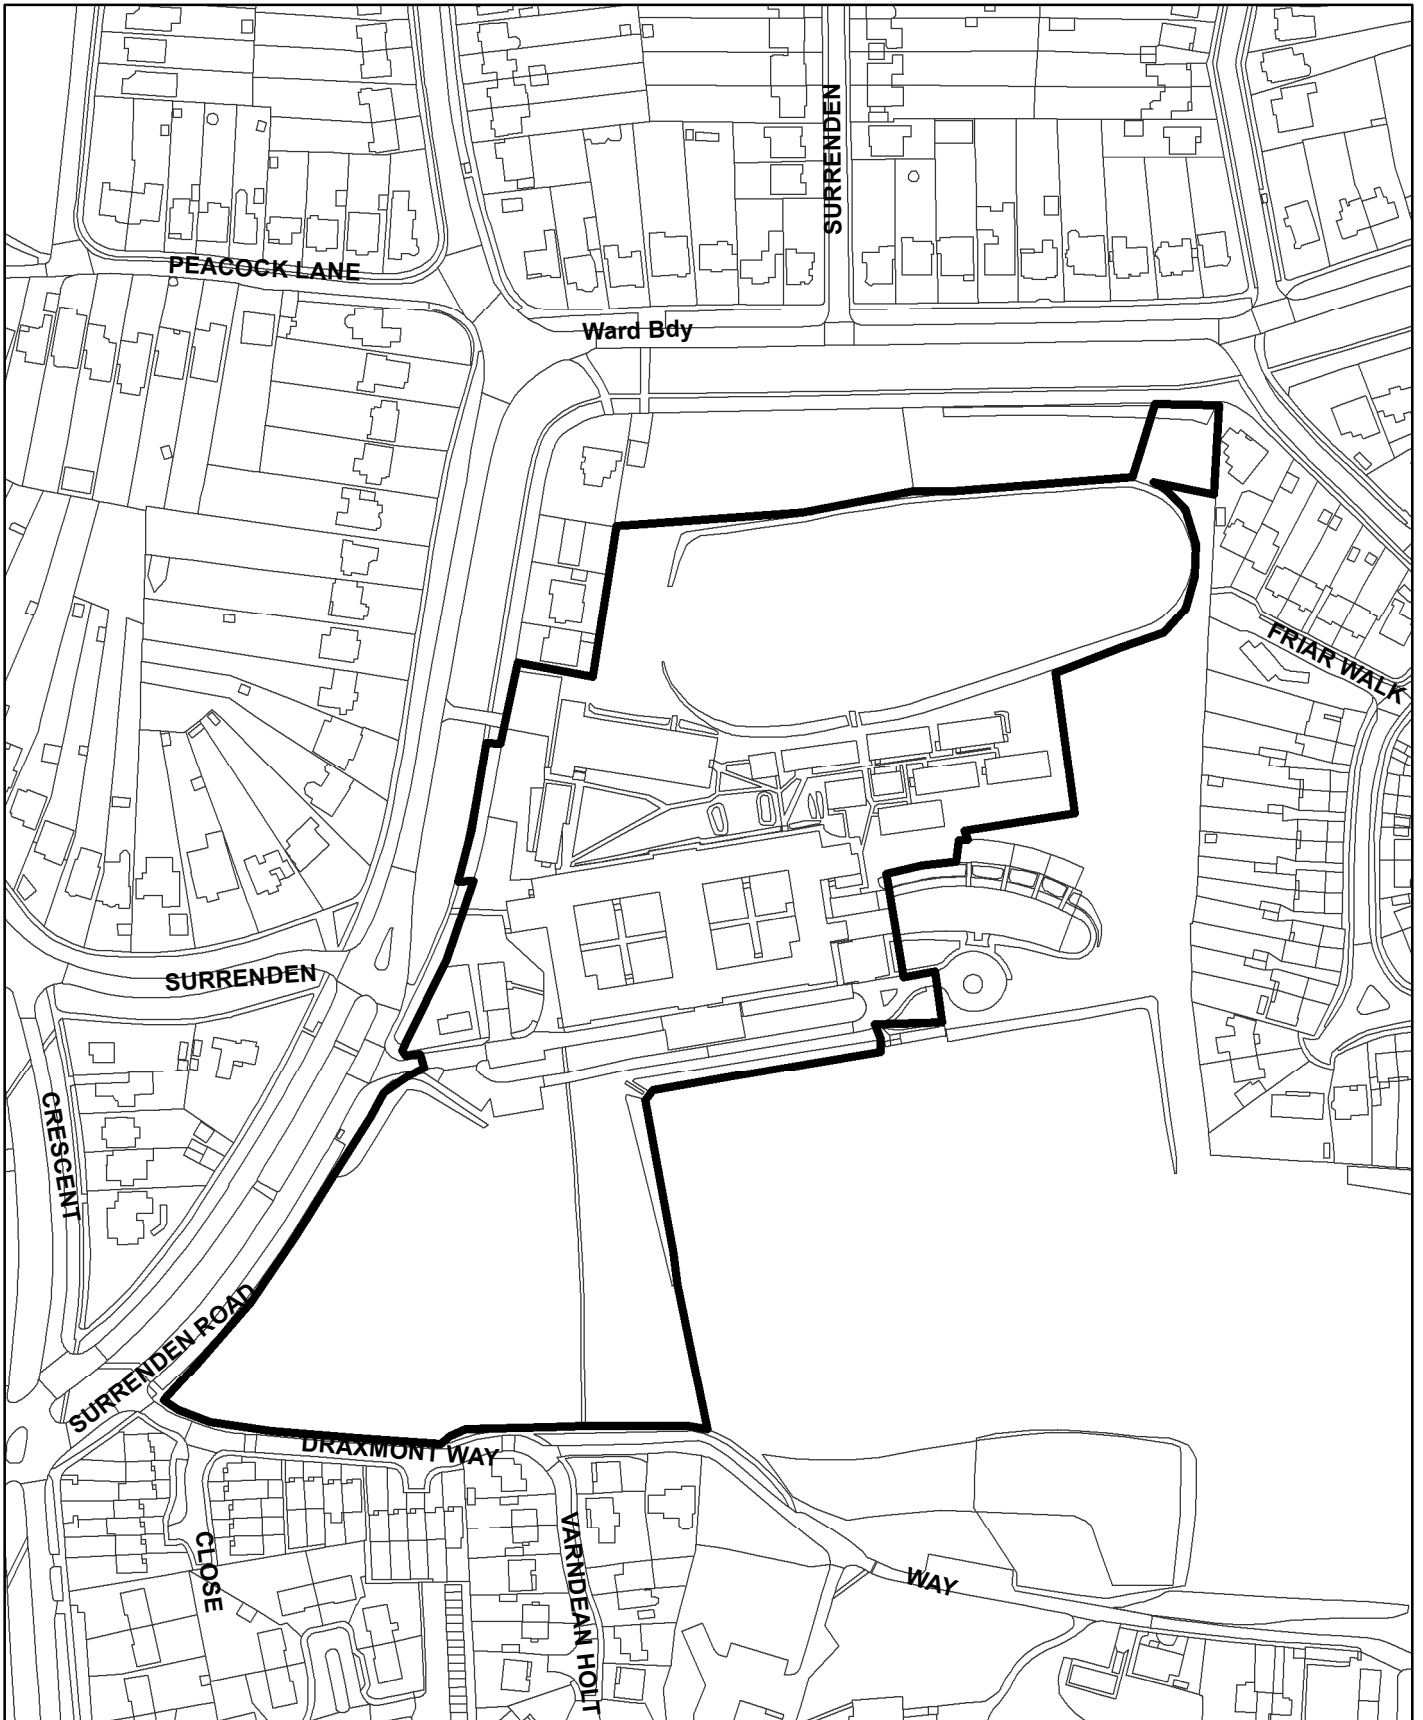 SURRENDEN
PEACOCK LANE
Ward Bdy
FRIAR WALK
SURRENDEN
CRESCENT
SURRENDEN ROAD
DRAXMONT WAY
CLOSE
VARNDEAN HOLT
WAY